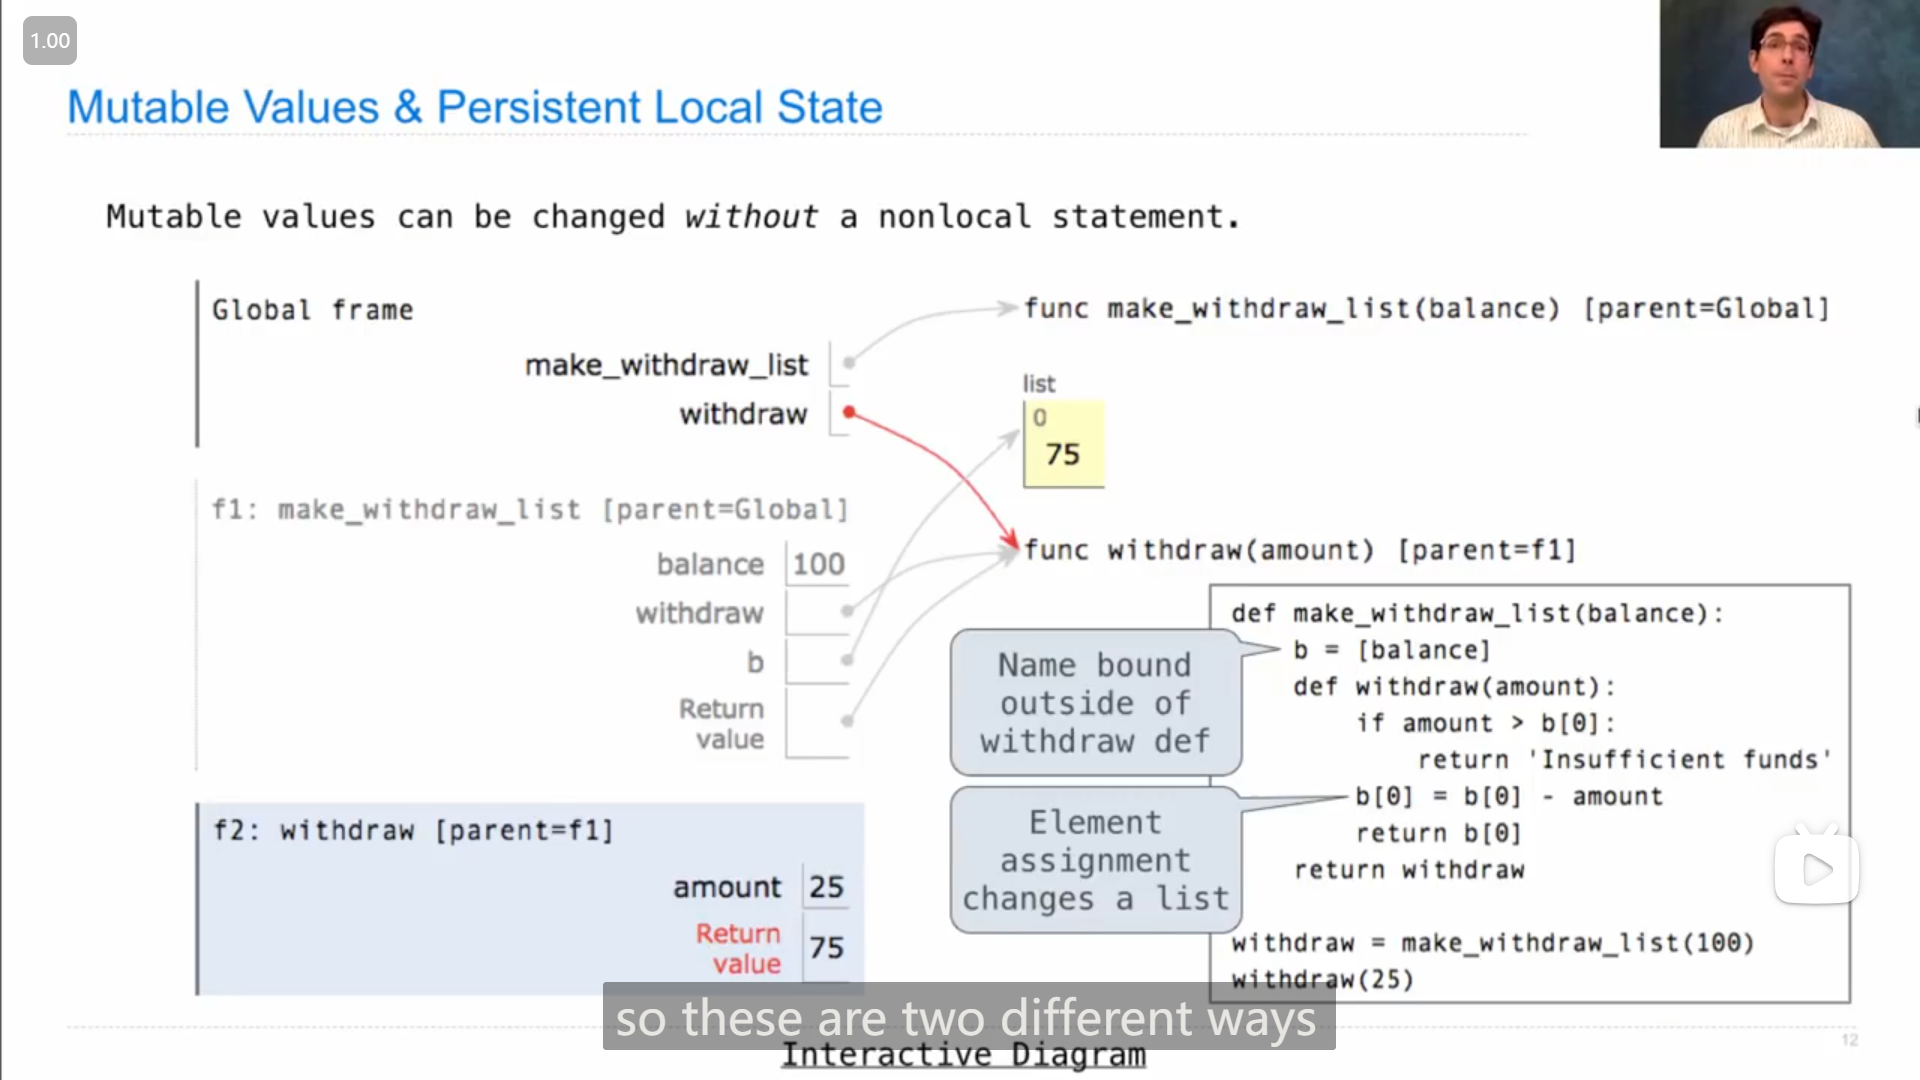 1.00
Mutable Values & Persistent Local State
Mutable values can be changed without a nonlocal statement.
Global frame
make_withdraw_list
withdraw
func make_withdraw_list(balance) [parent=Global]
list
0
75
func withdraw(amount) [parent=f1]
f1: make_withdraw_list [parent=Global]
balance 100
withdraw
b
Return
value
f2: withdraw [parent=f1]
amount 25
Return
value 75
Name bound
outside of
withdraw def
Element
assignment
changes a list
def make_withdraw_list(balance):
b = [balance]
def withdraw(amount):
if amount > b[0]:
return 'Insufficient funds'
b[0] = b[0] - amount
return b[0]
return withdraw
withdraw = make_withdraw_list(100)
withdraw(25)
so these are two different ways
Interactive Diagram
12